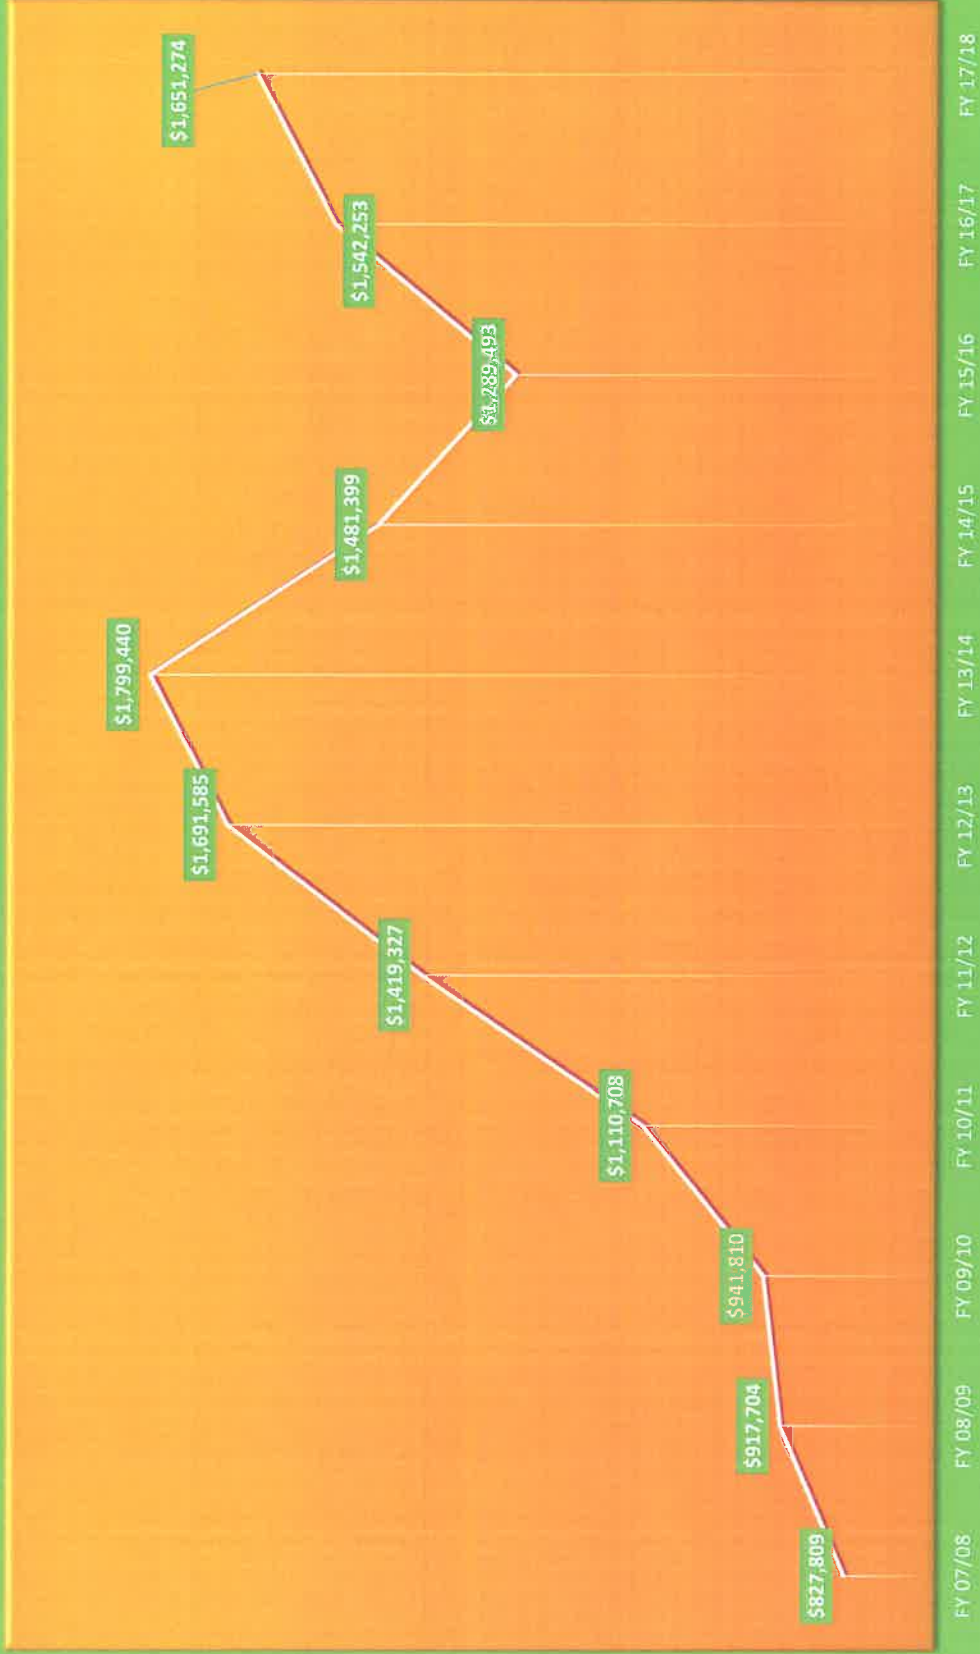 $827,809
$917,704
$941,810
$1,110,708
$1,419,327
$1,691,585
$1,799,440
$1,481,399
$1,289,493
$1,542,253
$1,651,274
FY 07/08
FY 08/09
FY 09/10
FY 10/11
FY 11/12
FY 12/13
FY 13/14
FY 14/15
FY 15/16
FY 16/17
FY 17/18